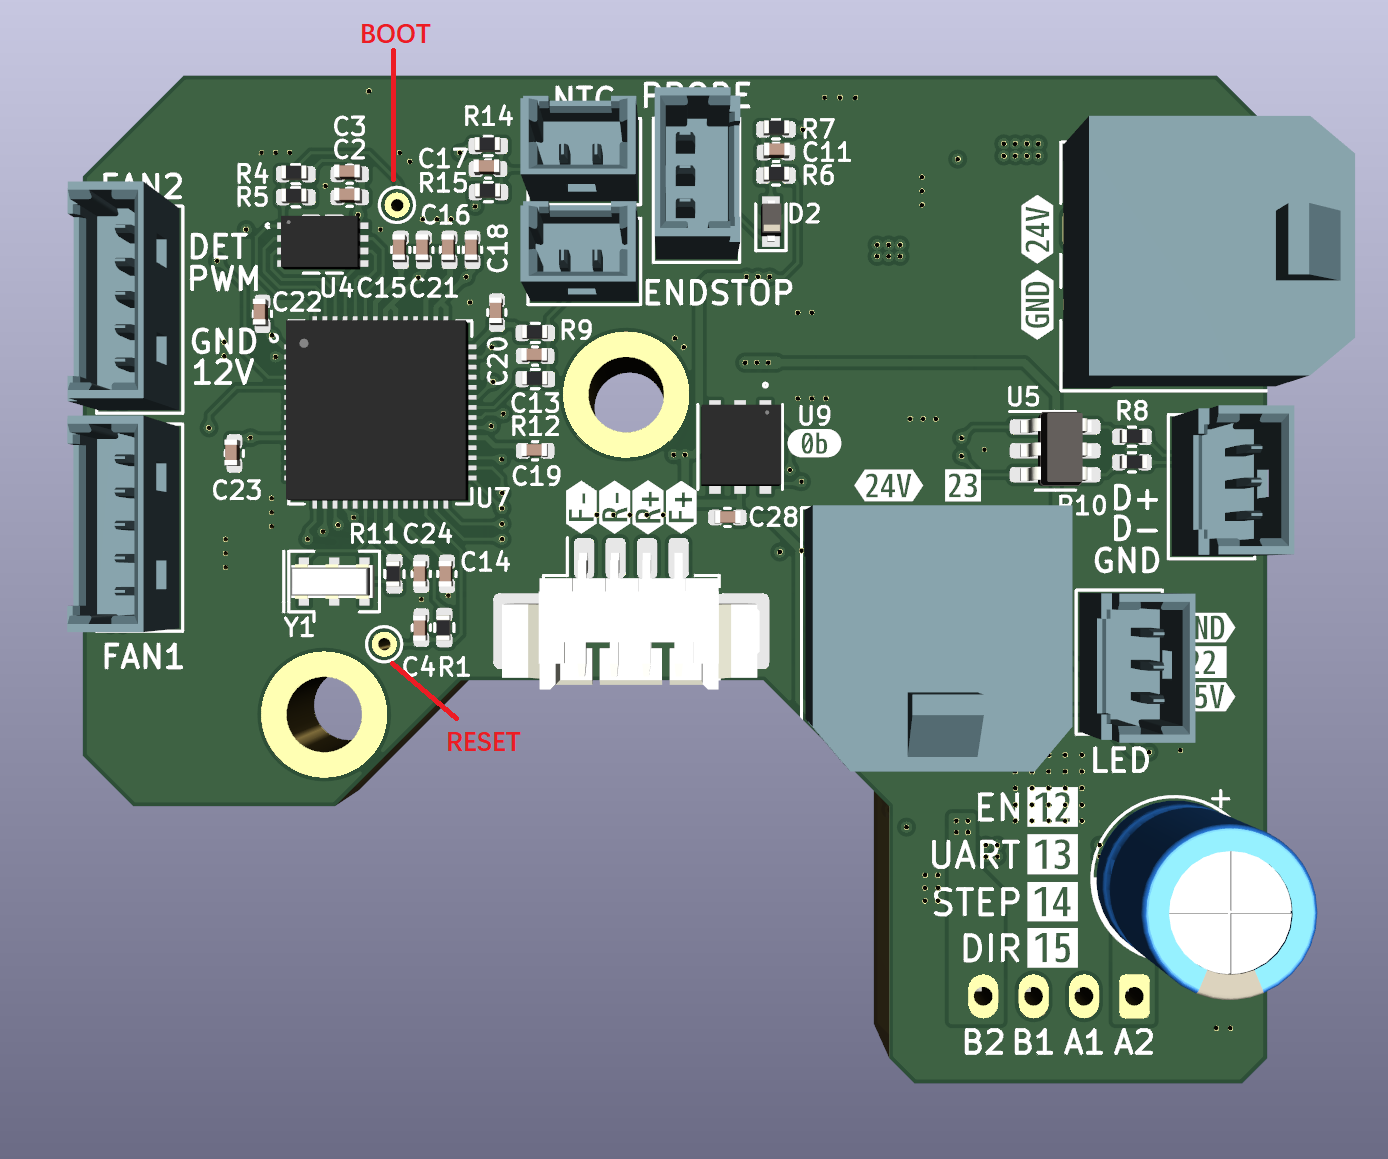 BOOT
NTC
PROBE
R14
C3
C2
R7
C11
R6
C17
R15
R4
R5
FAN2
C16
D2
24V
DET
PWM
C18
U4
C15
C21
ENDSTOP
GND
C22
R9
GND
12V
C20
U5
R8
C13
R12
U9
0b
C19
C23
24V
23
U7
F-
R-
R+
F+
C28
R10
D+
D-
GND
R11
C24
C14
Y1
22
5V
FAN1
C4
R1
RESET
LED
EN 12
UART 13
STEP 14
DIR 15
+
B2 B1 A1 A2